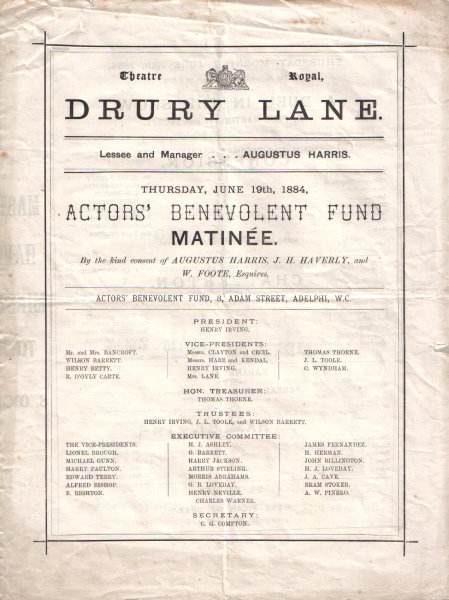 Theatre Royal,
DRURY LANE.
Lessee and Manager . . . AUGUSTUS HARRIS.
THURSDAY, JUNE 19th, 1884,
ACTORS' BENEVOLENT FUND
MATINÉE.
By the kind consent of AUGUSTUS HARRIS, J. H. HAVERLY, and
W. FOOTE, Esquires.
ACTORS' BENEVOLENT FUND, 8, ADAM STREET, ADELPHI, W.C.
PRESIDENT:
HENRY IRVING.
VICE-PRESIDENTS:
Mr. and Mrs. BANCROFT.
WILSON BARRETT.
HENRY BETTY.
R. D'OYLY CARTE.
Messrs. CLAYTON and CECIL.
Messrs. HARE and KENDAL
HENRY IRVING.
Mrs. LANE.
THOMAS THORNE.
J. L. TOOLE.
C. WYNDHAM.
HON. TREASURER:
THOMAS THORNE.
TRUSTEES:
HENRY IRVING, J. L. TOOLE, and WILSON BARRETT.
EXECUTIVE COMMITTEE:
THE VICE-PRESIDENTS.
LIONEL BROUGH.
MICHAEL GUNN.
HARRY PAULTON.
EDWARD TERRY.
ALFRED BISHOP.
E. RIGHTON.
H. J. ASHLEY.
G. BARRETT.
HARRY JACKSON.
ARTHUR STIRLING.
MORRIS ABRAHAMS.
G. B. LOVEDAY.
HENRY NEVILLE.
CHARLES WARNER.
JAMES FERNANDEZ.
H. HERMAN.
JOHN BILLINGTON.
H. J. LOVEDAY.
J. A. CAVE.
BRAM STOKER.
A. W. PINERO.
SECRETARY:
C. G. COMPTON.